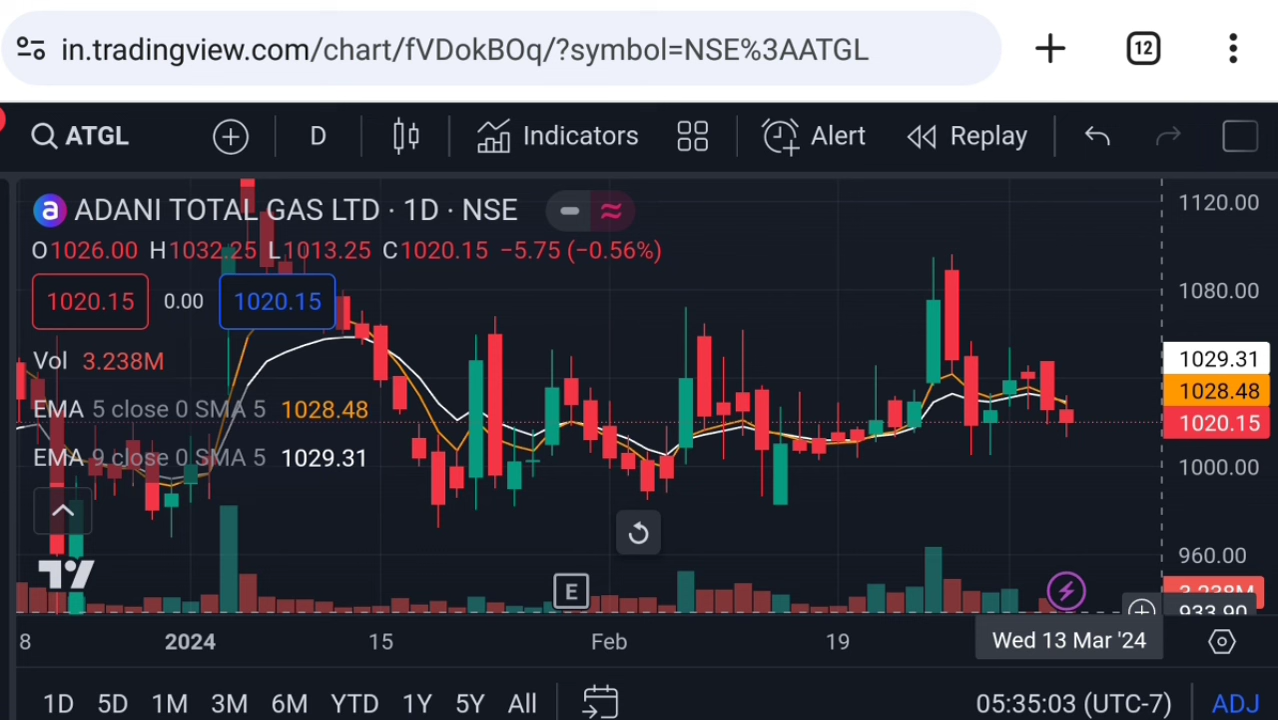 in.tradingview.com/chart/fVDokBOq/?symbol=NSE%3AATGL
12
ATGL
D
Indicators
Alert
Replay
a ADANI TOTAL GAS LTD · 1D · NSE
O1026.00 H1032.25 L1013.25 C1020.15 −5.75 (−0.56%)
1020.15 0.00 1020.15
Vol 3.238M
EMA 5 close 0 SMA 5 1028.48
EMA 9 close 0 SMA 5 1029.31
1120.00
1080.00
1029.31
1028.48
1020.15
1000.00
960.00
3.238M
933.90
E
8 2024 15 Feb 19 Wed 13 Mar '24
1D 5D 1M 3M 6M YTD 1Y 5Y All
05:35:03 (UTC-7) ADJ